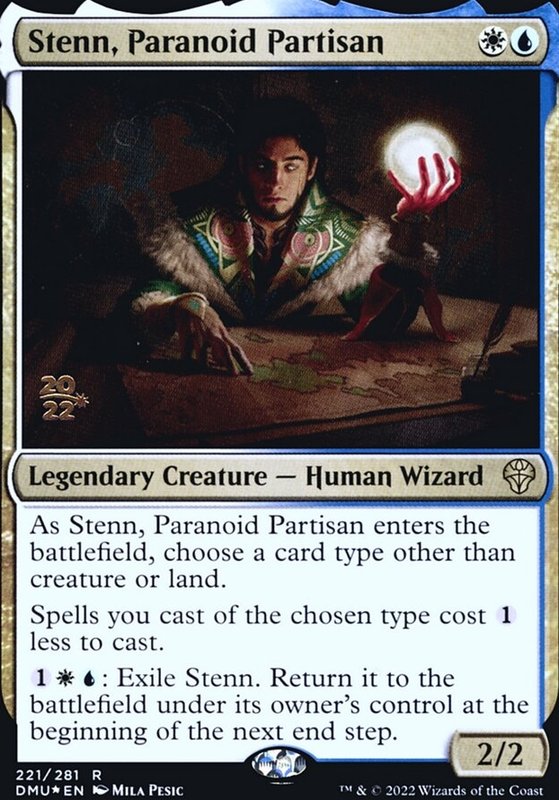 Stenn, Paranoid Partisan
20
22
Legendary Creature — Human Wizard
As Stenn, Paranoid Partisan enters the
battlefield, choose a card type other than
creature or land.
Spells you cast of the chosen type cost 1
less to cast.
1 : Exile Stenn. Return it to the
battlefield under its owner's control at the
beginning of the next end step.
2/2
221/281 R
DMU★EN Mila Pesic
™ & © 2022 Wizards of the Coast